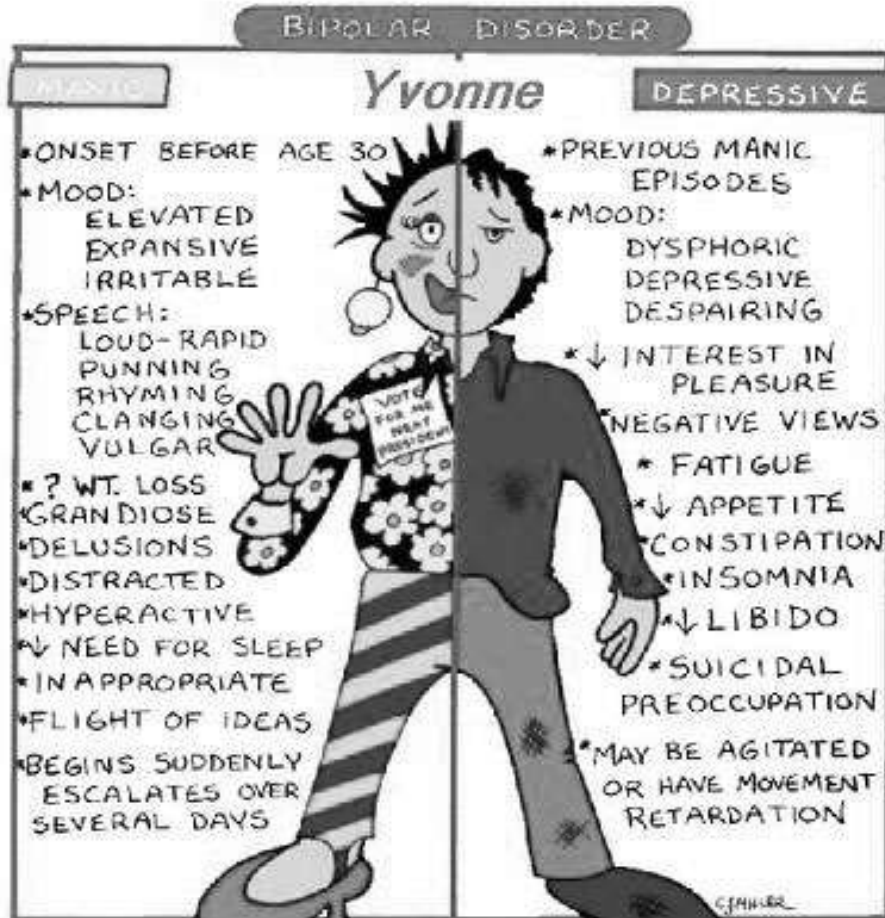 BIPOLAR DISORDER
MANIC
Yvonne
DEPRESSIVE
*ONSET BEFORE AGE 30
*MOOD:
ELEVATED
EXPANSIVE
IRRITABLE
*SPEECH:
LOUD-RAPID
PUNNING
RHYMING
CLANGING
VULGAR
*? WT. LOSS
*GRANDIOSE
*DELUSIONS
*DISTRACTED
*HYPERACTIVE
*↓ NEED FOR SLEEP
*INAPPROPRIATE
*FLIGHT OF IDEAS
*BEGINS SUDDENLY
ESCALATES OVER
SEVERAL DAYS
VOTE
FOR ME
NEXT
PRESIDENT
*PREVIOUS MANIC
EPISODES
*MOOD:
DYSPHORIC
DEPRESSIVE
DESPAIRING
*↓ INTEREST IN
PLEASURE
*NEGATIVE VIEWS
*FATIGUE
*↓ APPETITE
*CONSTIPATION
*INSOMNIA
*↓ LIBIDO
*SUICIDAL
PREOCCUPATION
*MAY BE AGITATED
OR HAVE MOVEMENT
RETARDATION